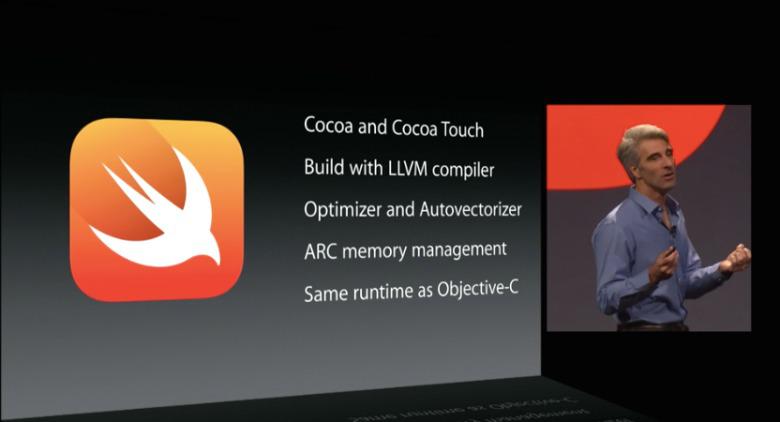 Cocoa and Cocoa Touch
Build with LLVM compiler
Optimizer and Autovectorizer
ARC memory management
Same runtime as Objective-C